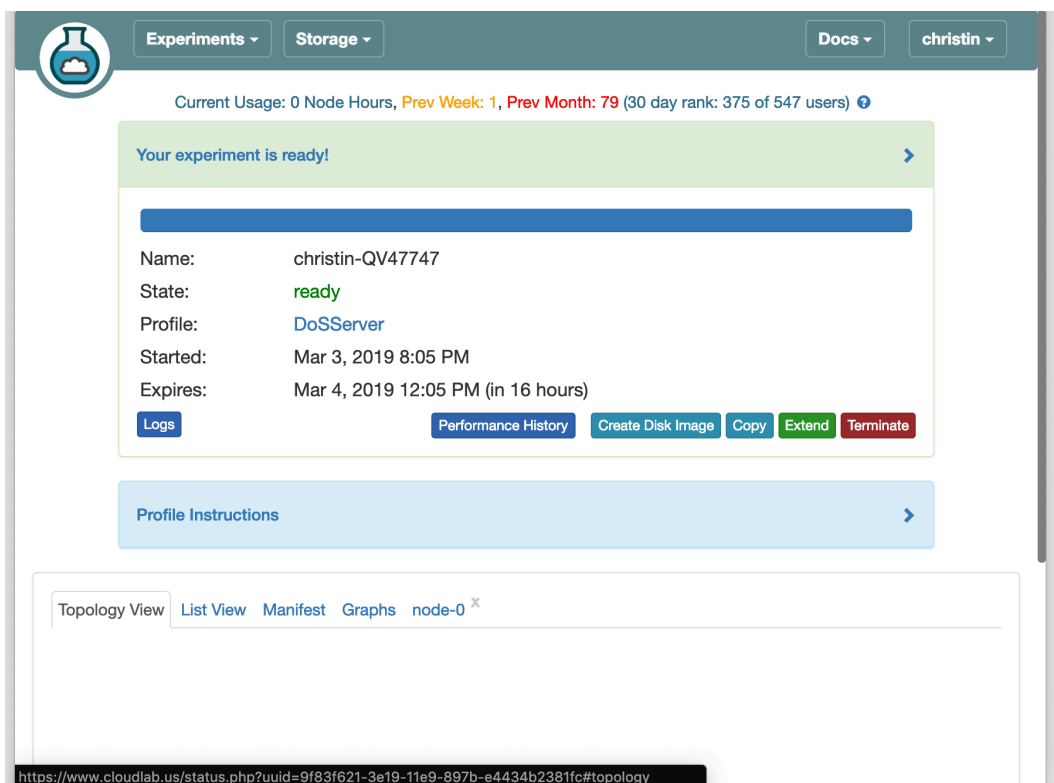 Experiments Storage Docs christin
Current Usage: 0 Node Hours, Prev Week: 1, Prev Month: 79 (30 day rank: 375 of 547 users) ?
Your experiment is ready!
Name: christin-QV47747
State: ready
Profile: DoSServer
Started: Mar 3, 2019 8:05 PM
Expires: Mar 4, 2019 12:05 PM (in 16 hours)
Logs Performance History Create Disk Image Copy Extend Terminate
Profile Instructions
Topology View List View Manifest Graphs node-0 x
https://www.cloudlab.us/status.php?uuid=9f83f621-3e19-11e9-897b-e4434b2381fc#topology